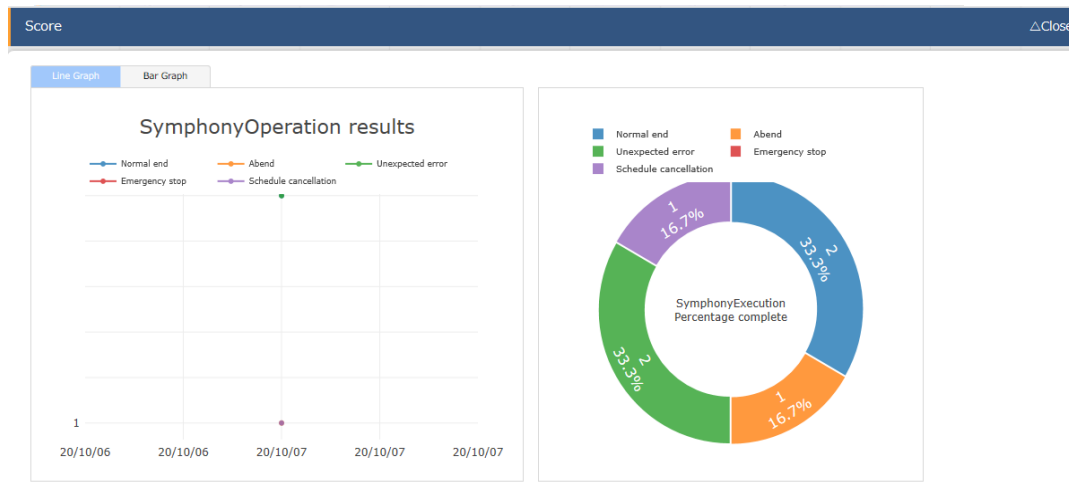 Score
△Close
Line Graph
Bar Graph
SymphonyOperation results
Normal end
Abend
Unexpected error
Emergency stop
Schedule cancellation
1
20/10/06
20/10/06
20/10/07
20/10/07
20/10/07
Normal end
Abend
Unexpected error
Emergency stop
Schedule cancellation
1
16.7%
2
33.3%
SymphonyExecution
Percentage complete
2
33.3%
1
16.7%